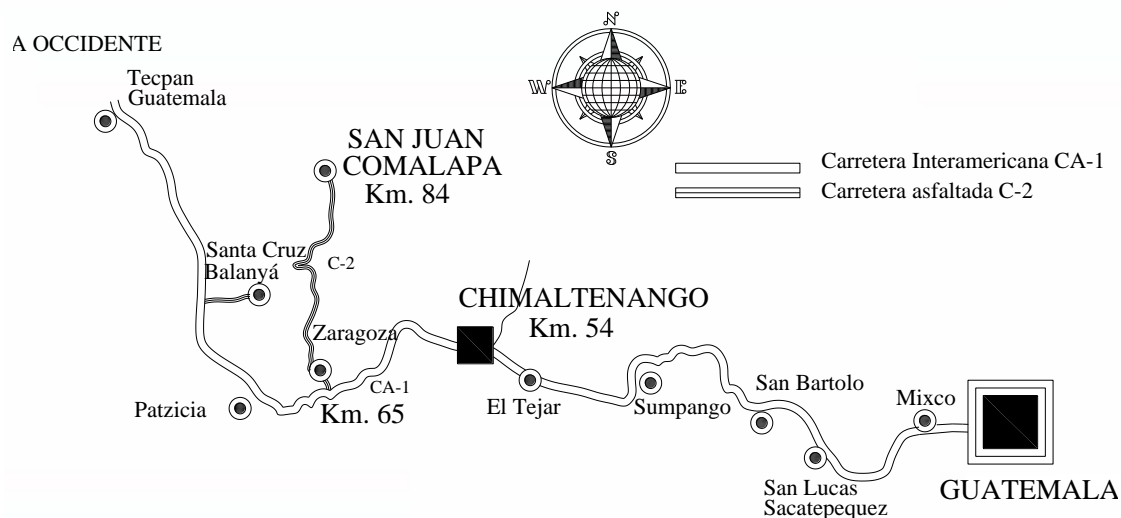 N
A OCCIDENTE
Tecpan
Guatemala
W
E
S
SAN JUAN
COMALAPA
Km. 84
Carretera Interamericana CA-1
Carretera asfaltada C-2
Santa Cruz
Balanyá
C-2
CHIMALTENANGO
Km. 54
Zaragoza
CA-1
Km. 65
Patzicia
El Tejar
Sumpango
San Bartolo
Mixco
San Lucas
Sacatepequez
GUATEMALA